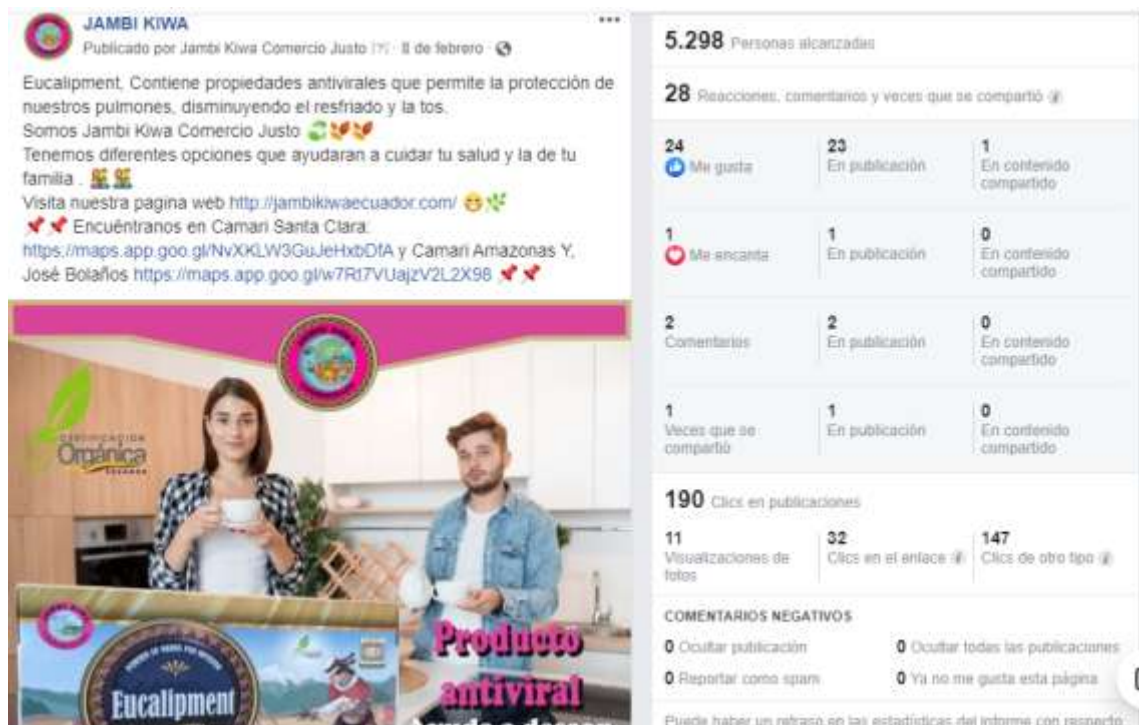 JAMBI KIWA
Publicado por Jambi Kiwa Comercio Justo [?] · 8 de febrero ·
Eucalipment, Contiene propiedades antivirales que permite la protección de
nuestros pulmones, disminuyendo el resfriado y la tos.
Somos Jambi Kiwa Comercio Justo
Tenemos diferentes opciones que ayudaran a cuidar tu salud y la de tu
familia .
Visita nuestra pagina web http://jambikiwaecuador.com/
Encuéntranos en Camari Santa Clara:
https://maps.app.goo.gl/NvXKLW3GuJeHxbDfA y Camari Amazonas Y,
José Bolaños https://maps.app.goo.gl/w7Rt7VUajzV2L2X98
CERTIFICACIÓN
Orgánica
ECUADOR
Eucalipment
Producto
antiviral
5.298 Personas alcanzadas
28 Reacciones, comentarios y veces que se compartió
24 23 1
Me gusta En publicación En contenido
compartido
1 1 0
Me encanta En publicación En contenido
compartido
2 2 0
Comentarios En publicación En contenido
compartido
1 1 0
Veces que se En publicación En contenido
compartió compartido
190 Clics en publicaciones
11 32 147
Visualizaciones de Clics en el enlace Clics de otro tipo
fotos
COMENTARIOS NEGATIVOS
0 Ocultar publicación 0 Ocultar todas las publicaciones
0 Reportar como spam 0 Ya no me gusta esta página
Puede haber un retraso en las estadísticas del informe con respecto